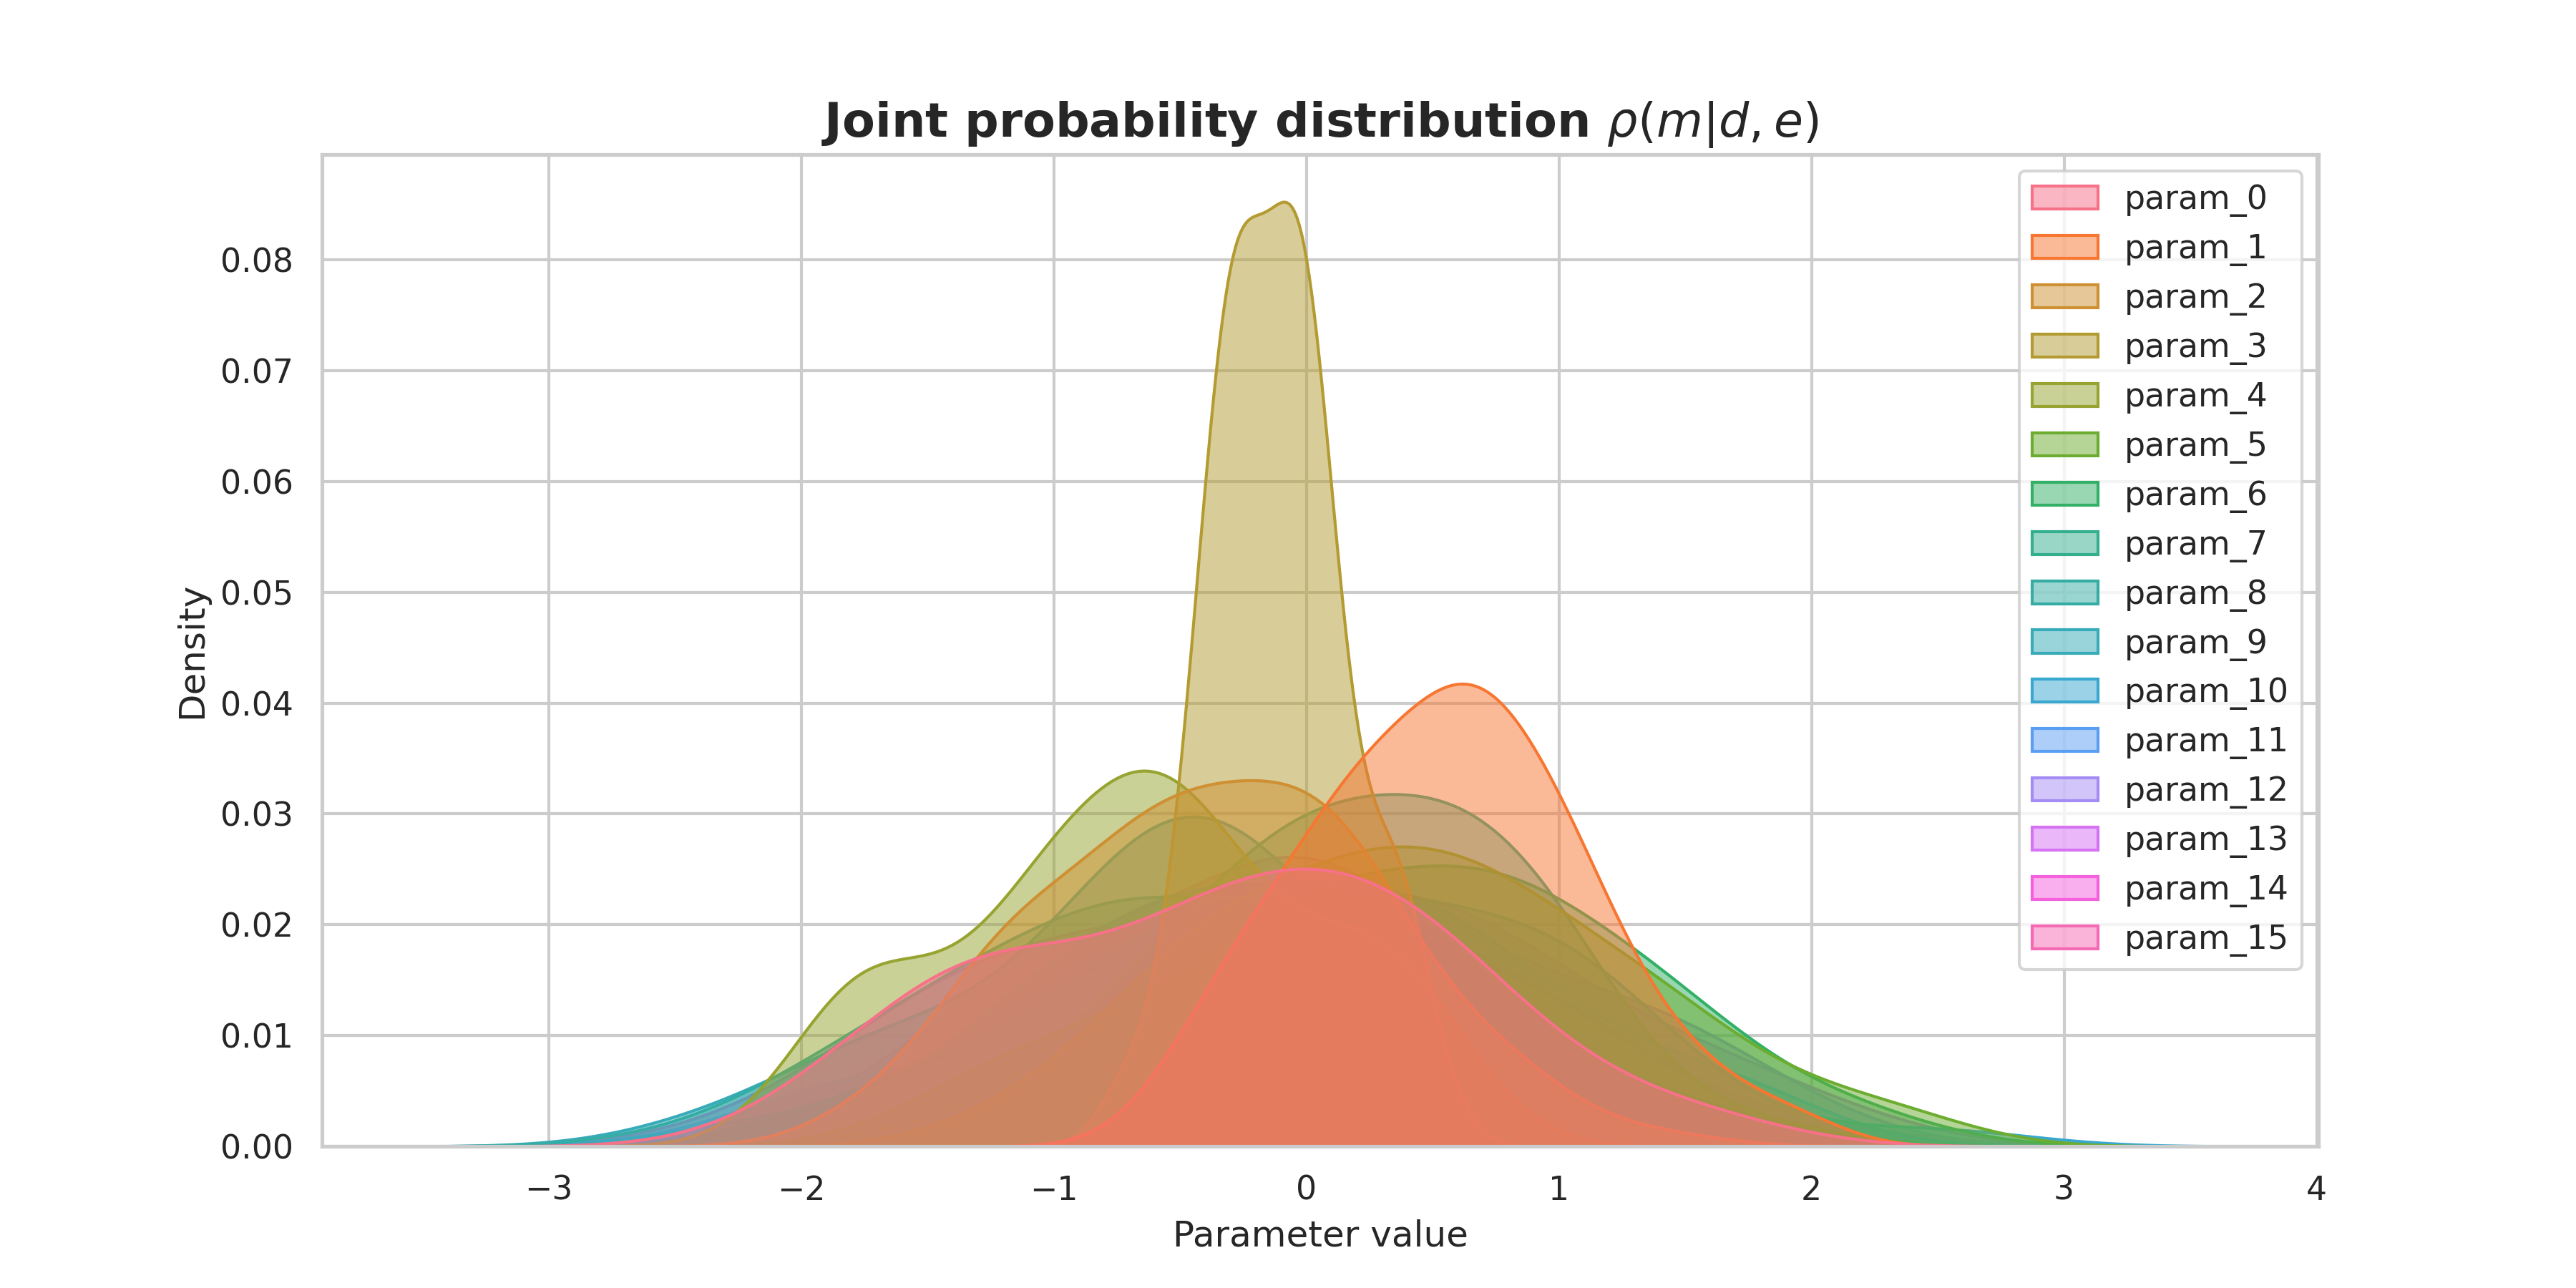 Joint probability distribution ρ(m|d, e)
0.08
0.07
0.06
0.05
0.04
0.03
0.02
0.01
0.00
Density
−3
−2
−1
0
1
2
3
4
Parameter value
param_0
param_1
param_2
param_3
param_4
param_5
param_6
param_7
param_8
param_9
param_10
param_11
param_12
param_13
param_14
param_15